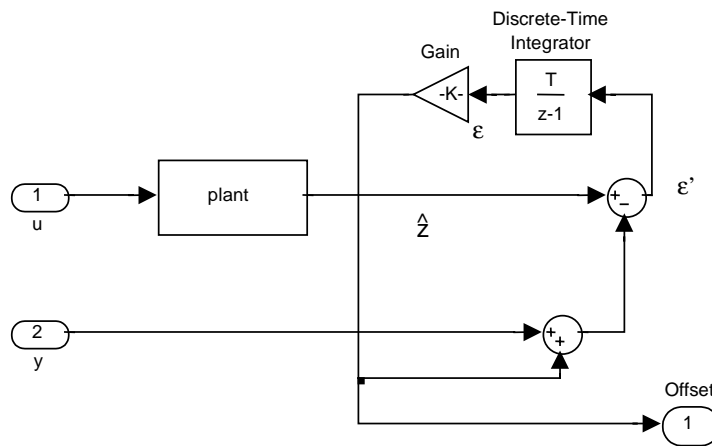 Discrete-Time
Integrator
Gain
-K-
T
z-1
ε
1
u
plant
ẑ
+
−
ε’
2
y
+
+
Offset
1